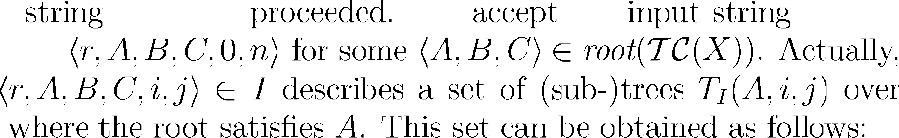 string proceeded. accept input string
⟨r, A, B, C, 0, n⟩ for some ⟨A, B, C⟩ ∈ root(𝒯𝒞(X)). Actually,
⟨r, A, B, C, i, j⟩ ∈ I describes a set of (sub-)trees T_I(A, i, j) over
where the root satisfies A. This set can be obtained as follows: